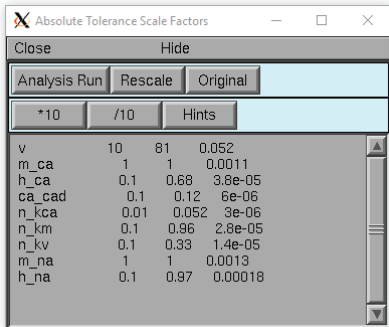 Absolute Tolerance Scale Factors
Close Hide
Analysis Run Rescale Original
*10 /10 Hints
v 10 81 0.052
m_ca 1 1 0.0011
h_ca 0.1 0.68 3.8e-05
ca_cad 0.1 0.12 6e-06
n_kca 0.01 0.052 3e-06
n_km 0.1 0.96 2.8e-05
n_kv 0.1 0.33 1.4e-05
m_na 1 1 0.0013
h_na 0.1 0.97 0.00018